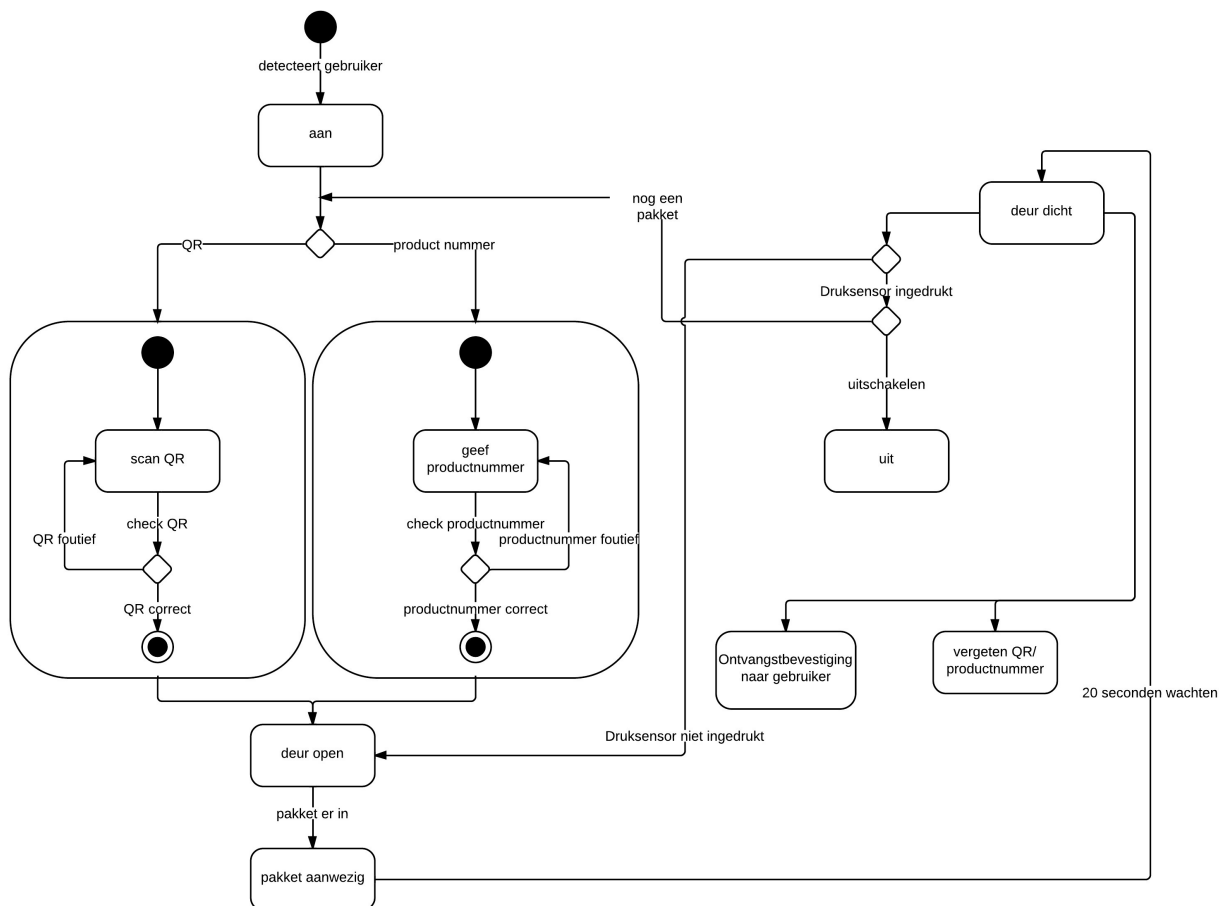 detecteert gebruiker
aan
nog een
pakket
deur dicht
QR
product nummer
Druksensor ingedrukt
uitschakelen
scan QR
geef
productnummer
uit
check QR
check productnummer
QR foutief
productnummer foutief
QR correct
productnummer correct
Ontvangstbevestiging
naar gebruiker
vergeten QR/
productnummer
20 seconden wachten
Druksensor niet ingedrukt
deur open
pakket er in
pakket aanwezig